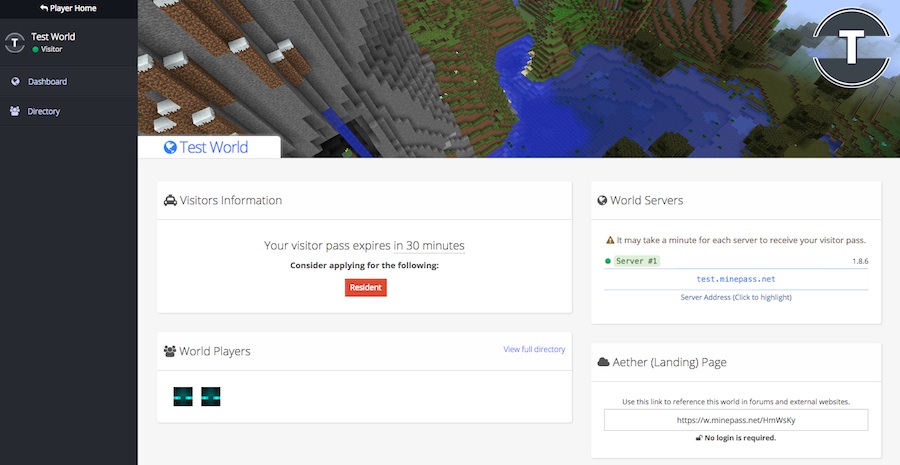 Player Home
T
Test World
Visitor
Dashboard
Directory
T
Test World
Visitors Information
Your visitor pass expires in 30 minutes
Consider applying for the following:
Resident
World Players
View full directory
World Servers
It may take a minute for each server to receive your visitor pass.
Server #1 1.8.6
test.minepass.net
Server Address (Click to highlight)
Aether (Landing) Page
Use this link to reference this world in forums and external websites.
https://w.minepass.net/HmWsKy
No login is required.